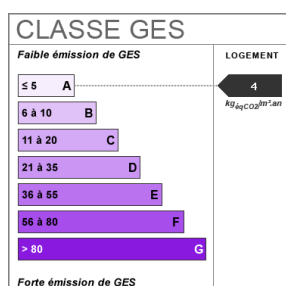 CLASSE GES
Faible émission de GES
LOGEMENT
≤ 5 A
4
kgéqCO2/m².an
6 à 10 B
11 à 20 C
21 à 35 D
36 à 55 E
56 à 80 F
> 80 G
Forte émission de GES